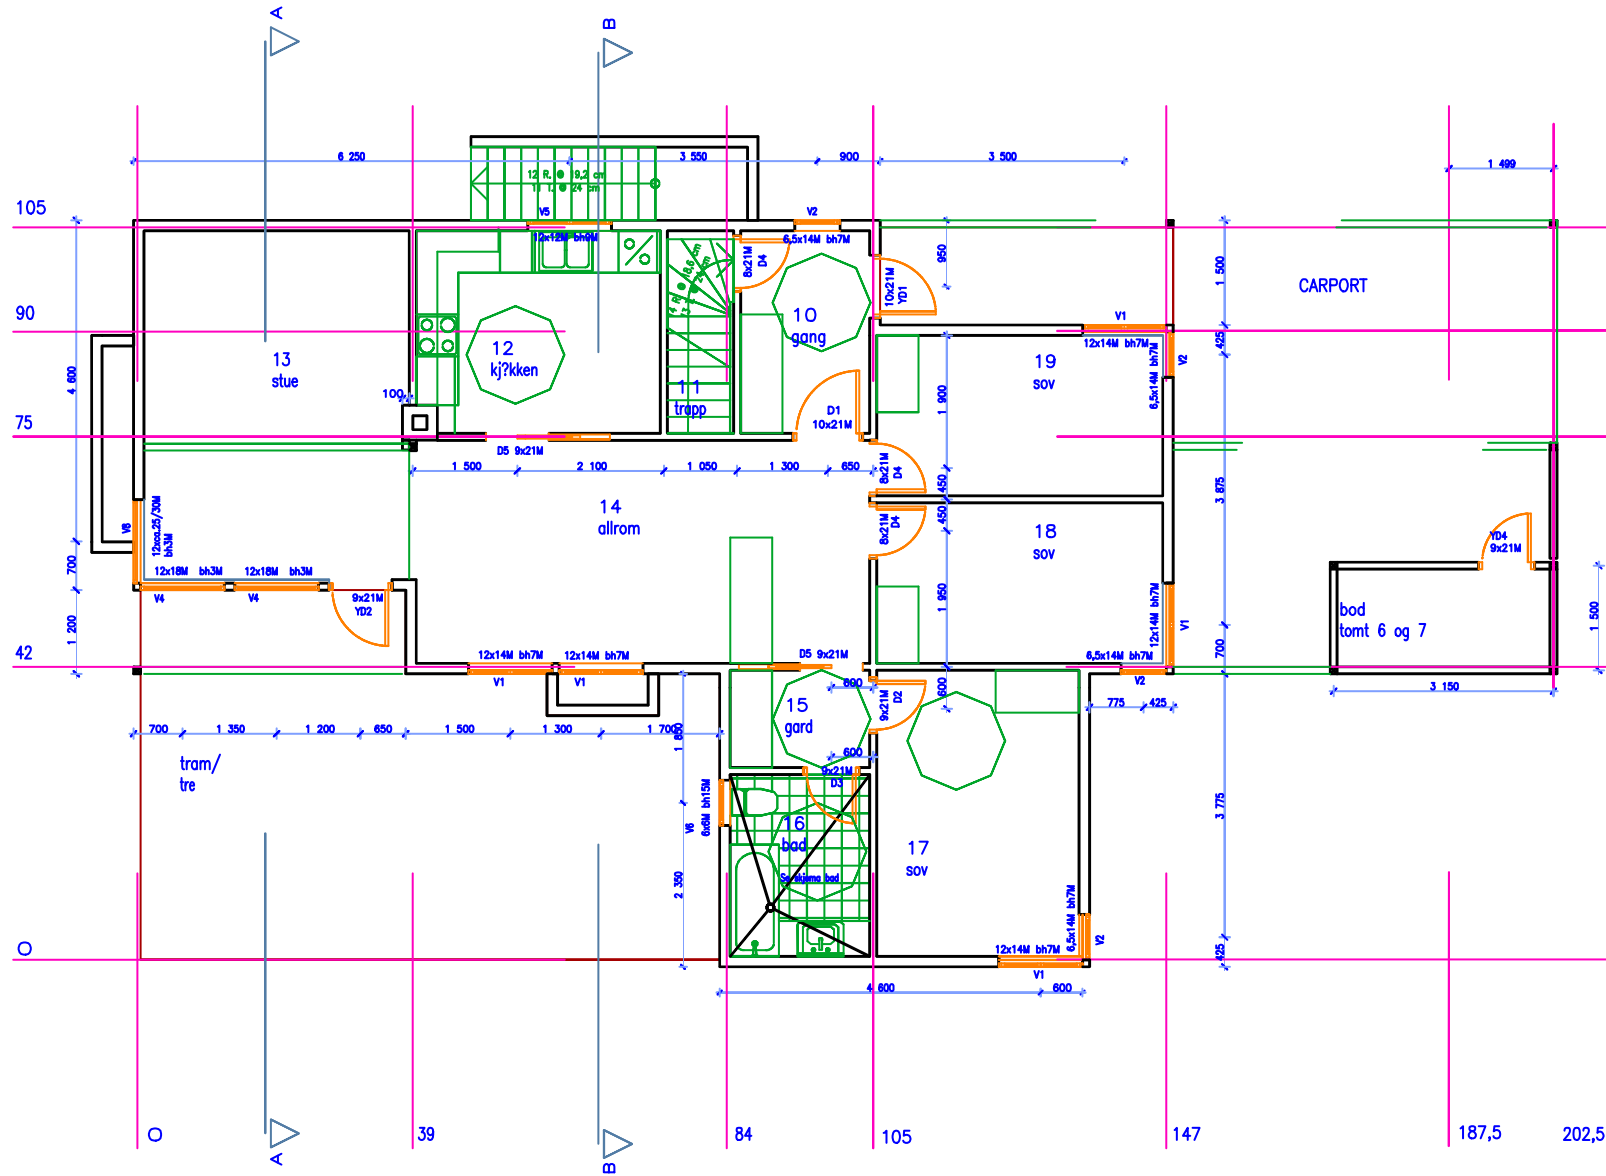 A
B
6 250
3 550
900
3 500
1 499
12 R. ø 19,2 cm
11 T. ø 24 cm
105
V5
V2
12x12M bh9M
6,5x14M bh7M
8x21M
D4
950
1 500
10x21M
YD1
CARPORT
90
10
gang
V1
12x14M bh7M
425
V2
6,5x14M bh7M
13
stue
12
kj?kken
19
sov
4 600
100
11
trapp
1 900
D1
10x21M
75
D5 9x21M
1 500
2 100
1 050
1 300
650
8x21M
D4
450
3 875
14
allrom
V8
12xca.25/30M
bh3M
8x21M
D4
450
18
sov
YD4
9x21M
700
12x18M bh3M
12x18M bh3M
V4
V4
9x21M
YD2
1 950
12x14M bh7M
V1
bod
tomt 6 og 7
1 500
1 200
42
12x14M bh7M
12x14M bh7M
V1
V1
D5 9x21M
6,5x14M bh7M
V2
700
600
600
9x21M
D2
775
425
3 150
15
gard
700
1 350
1 200
650
1 500
1 300
1 700
1 850
600
tram/
tre
9x21M
D3
V6
6x6M bh15M
16
bad
Se skjema bad
17
sov
3 775
2 350
6,5x14M bh7M
V2
12x14M bh7M
V1
425
O
4 600
600
O
39
84
105
147
187,5
202,5
A
B